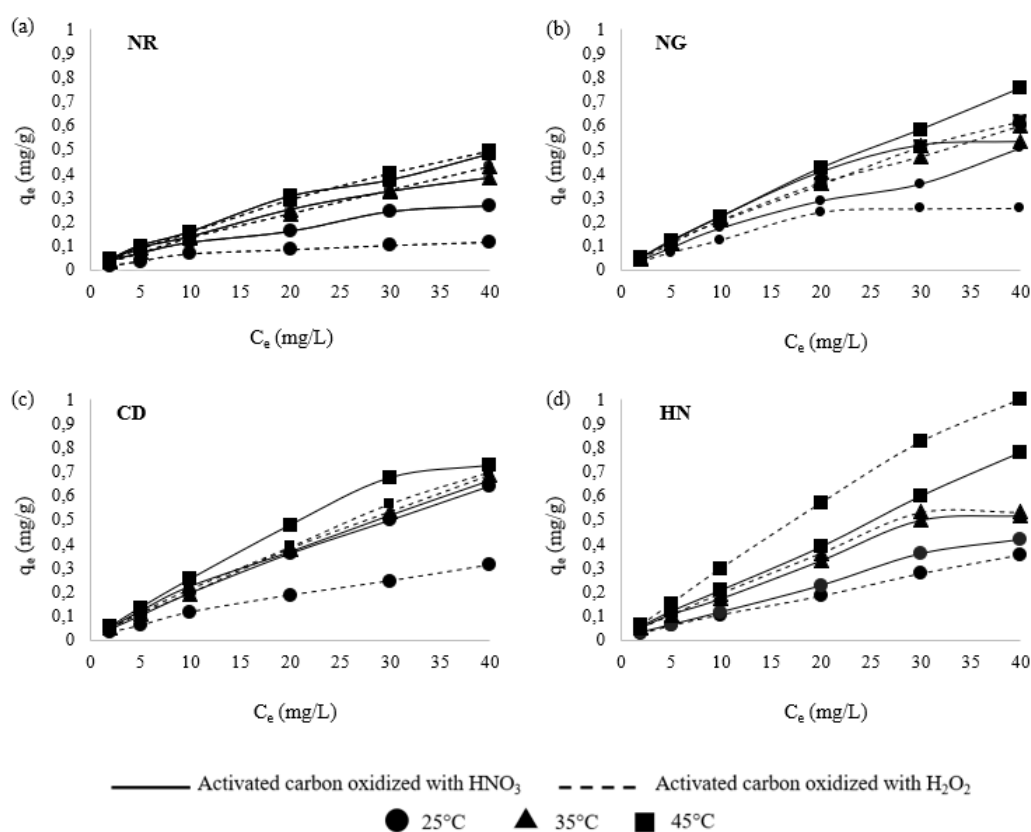 (a)
NR
1
0,9
0,8
0,7
0,6
0,5
0,4
0,3
0,2
0,1
0
qe (mg/g)
0 5 10 15 20 25 30 35 40
Ce (mg/L)
(b)
NG
1
0,9
0,8
0,7
0,6
0,5
0,4
0,3
0,2
0,1
0
qe (mg/g)
0 5 10 15 20 25 30 35 40
Ce (mg/L)
(c)
CD
1
0,9
0,8
0,7
0,6
0,5
0,4
0,3
0,2
0,1
0
qe (mg/g)
0 5 10 15 20 25 30 35 40
Ce (mg/L)
(d)
HN
1
0,9
0,8
0,7
0,6
0,5
0,4
0,3
0,2
0,1
0
qe (mg/g)
0 5 10 15 20 25 30 35 40
Ce (mg/L)
Activated carbon oxidized with HNO3
Activated carbon oxidized with H2O2
25°C 35°C 45°C